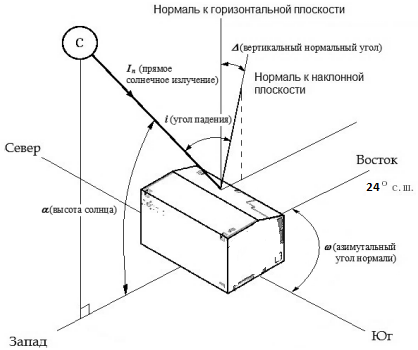 Нормаль к горизонтальной плоскости
С
Δ(вертикальный нормальный угол)
Iн (прямое
солнечное излучение)
Нормаль к наклонной
плоскости
i (угол падения)
Север
Восток
24° с. ш.
α(высота солнца)
ω(азимутальный
угол нормали)
Запад
Юг